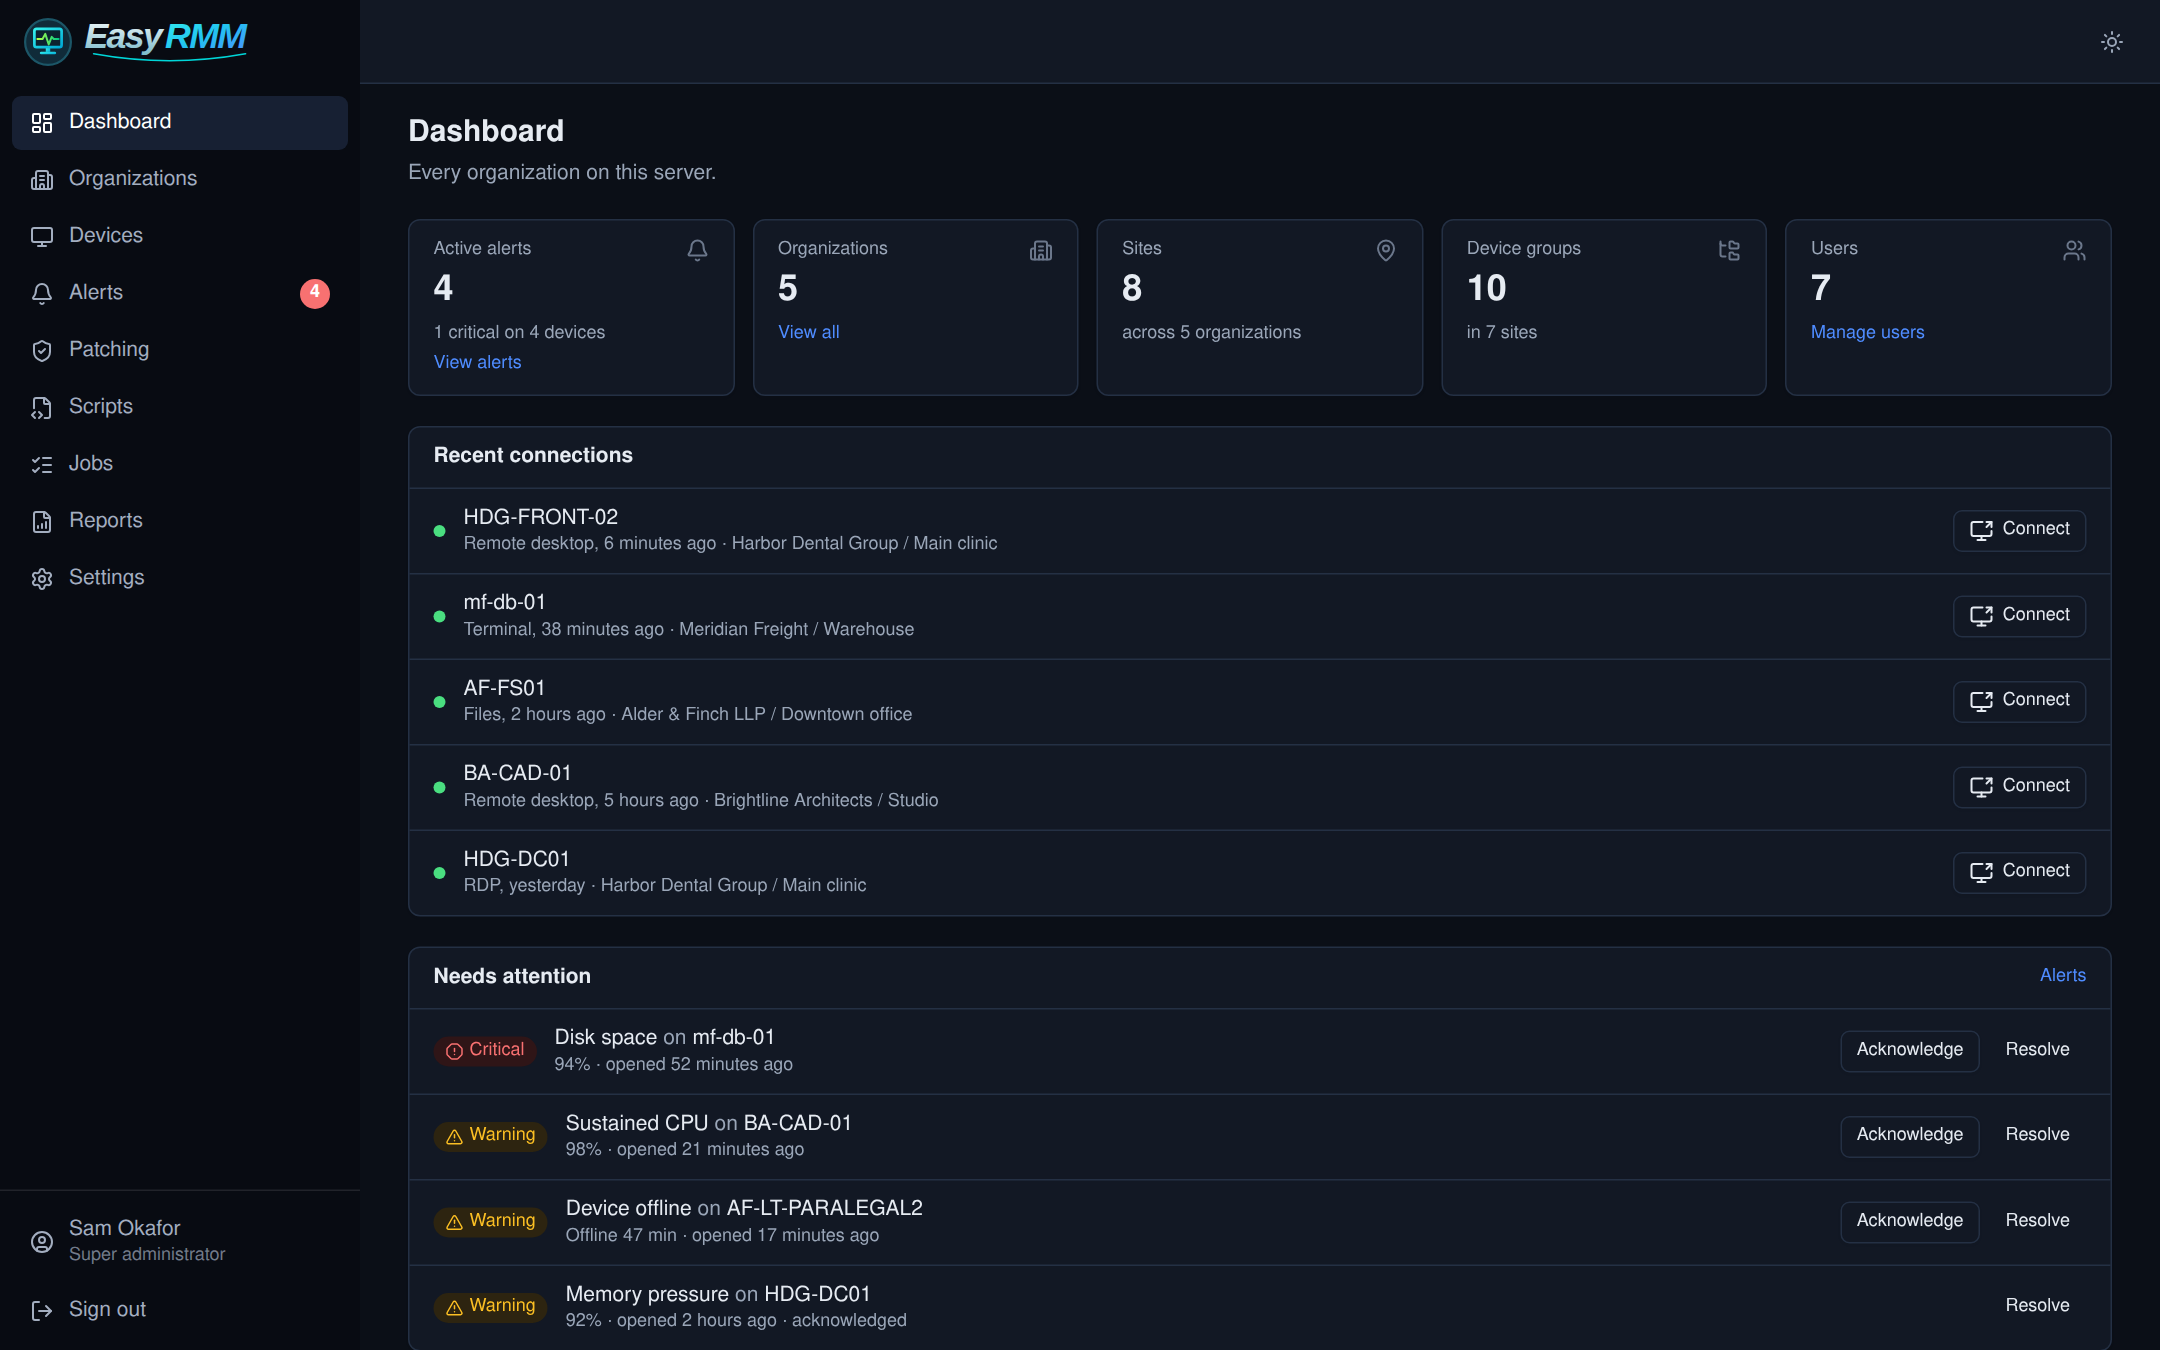 EasyRMM
Dashboard
Organizations
Devices
Alerts
4
Patching
Scripts
Jobs
Reports
Settings
Sam Okafor
Super administrator
Sign out
Dashboard
Every organization on this server.
Active alerts
4
1 critical on 4 devices
View alerts
Organizations
5
View all
Sites
8
across 5 organizations
Device groups
10
in 7 sites
Users
7
Manage users
Recent connections
HDG-FRONT-02
Remote desktop, 6 minutes ago · Harbor Dental Group / Main clinic
Connect
mf-db-01
Terminal, 38 minutes ago · Meridian Freight / Warehouse
Connect
AF-FS01
Files, 2 hours ago · Alder & Finch LLP / Downtown office
Connect
BA-CAD-01
Remote desktop, 5 hours ago · Brightline Architects / Studio
Connect
HDG-DC01
RDP, yesterday · Harbor Dental Group / Main clinic
Connect
Needs attention
Alerts
Critical
Disk space on mf-db-01
94% · opened 52 minutes ago
Acknowledge
Resolve
Warning
Sustained CPU on BA-CAD-01
98% · opened 21 minutes ago
Acknowledge
Resolve
Warning
Device offline on AF-LT-PARALEGAL2
Offline 47 min · opened 17 minutes ago
Acknowledge
Resolve
Warning
Memory pressure on HDG-DC01
92% · opened 2 hours ago · acknowledged
Resolve